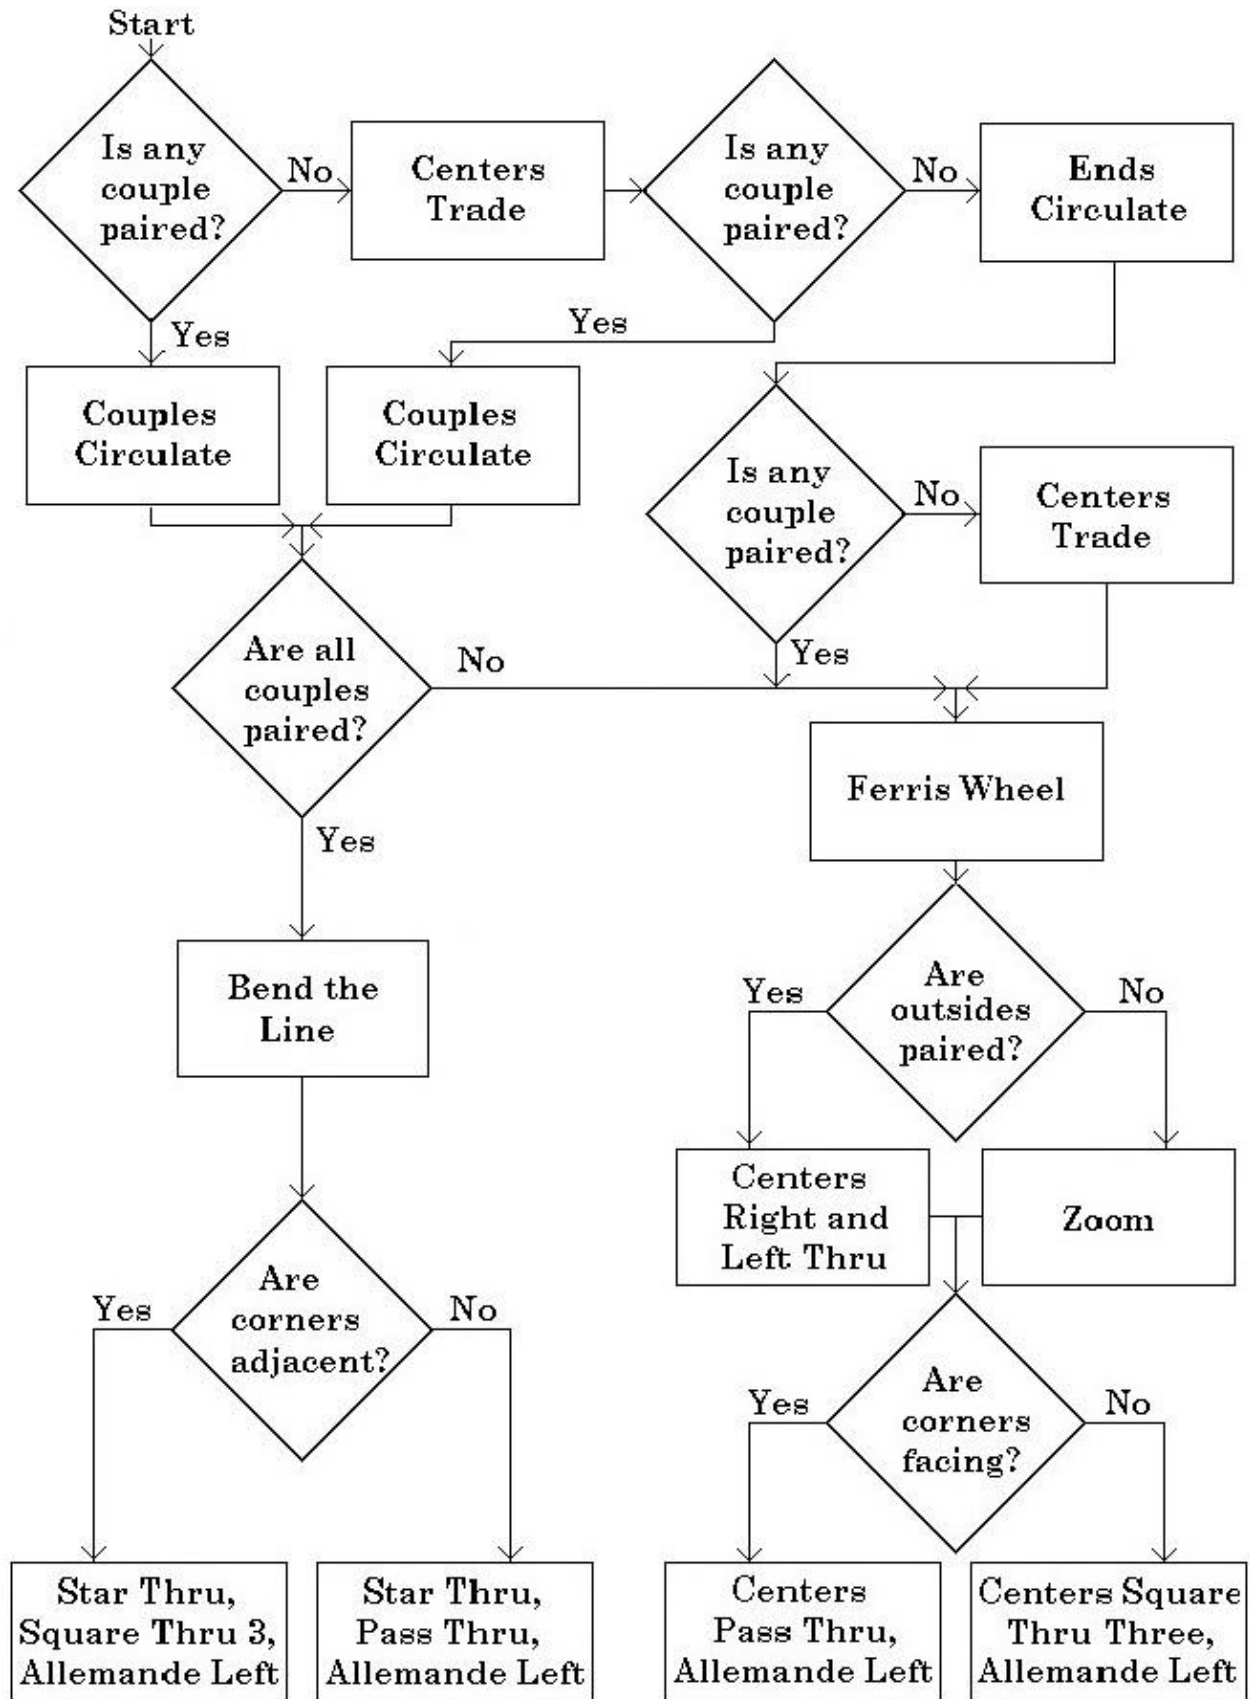 Start
Is any
couple
paired?
No
Centers
Trade
Is any
couple
paired?
No
Ends
Circulate
Yes
Yes
Couples
Circulate
Couples
Circulate
Is any
couple
paired?
No
Centers
Trade
Yes
Are all
couples
paired?
No
Yes
Ferris Wheel
Bend the
Line
Are
outsides
paired?
Yes
No
Centers
Right and
Left Thru
Zoom
Are
corners
adjacent?
Yes
No
Are
corners
facing?
Yes
No
Star Thru,
Square Thru 3,
Allemande Left
Star Thru,
Pass Thru,
Allemande Left
Centers
Pass Thru,
Allemande Left
Centers Square
Thru Three,
Allemande Left